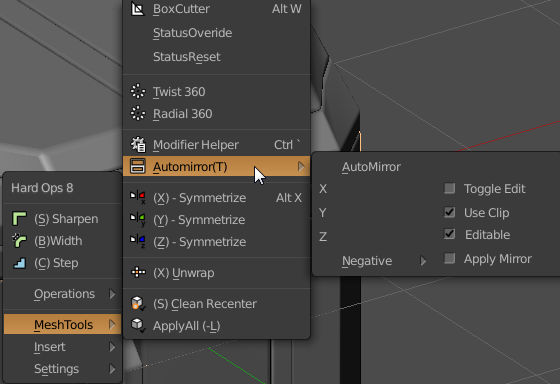 BoxCutter Alt W
StatusOveride
StatusReset
Twist 360
Radial 360
Modifier Helper Ctrl `
Automirror(T)
(X) - Symmetrize Alt X
(Y) - Symmetrize
(Z) - Symmetrize
(X) Unwrap
(S) Clean Recenter
ApplyAll (-L)
Hard Ops 8
(S) Sharpen
(B)Width
(C) Step
Operations
MeshTools
Insert
Settings
AutoMirror
X Toggle Edit
Y Use Clip
Z Editable
Negative Apply Mirror